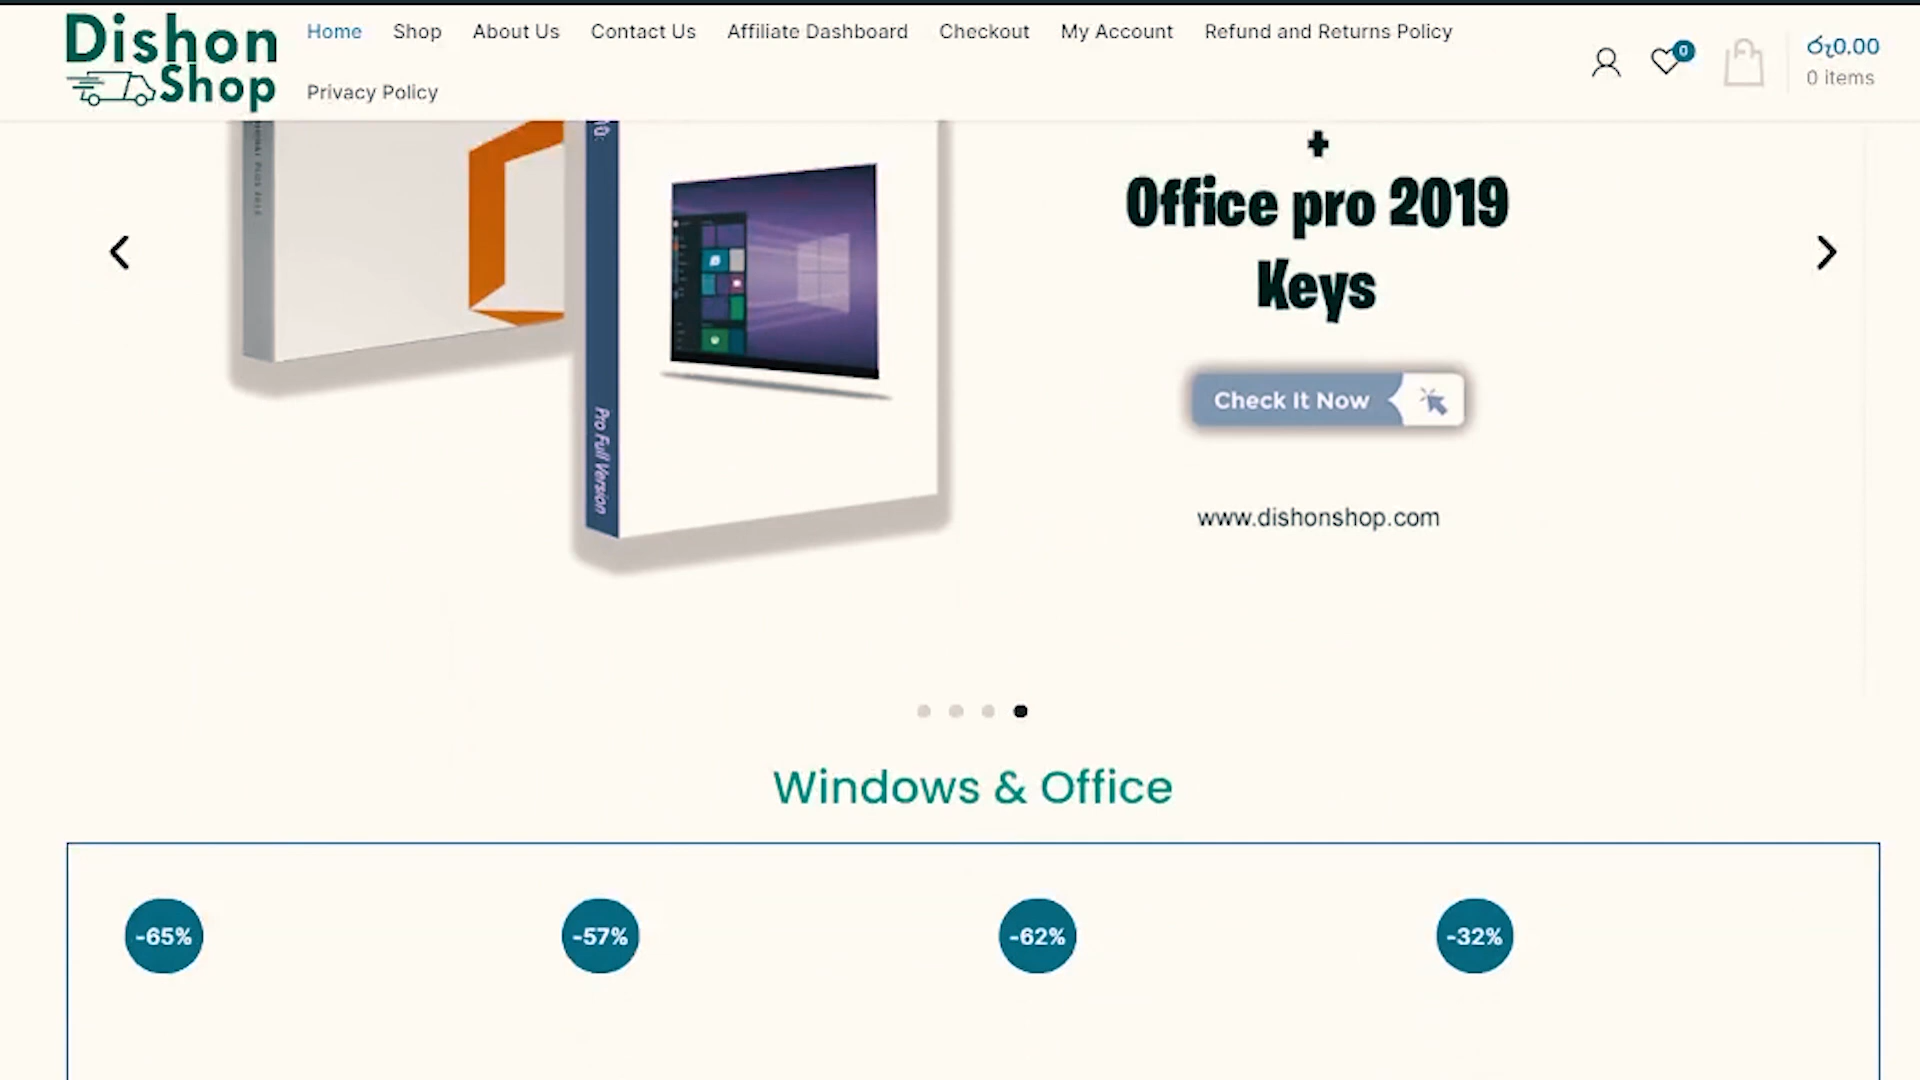 Dishon
Shop
Home Shop About Us Contact Us Affiliate Dashboard Checkout My Account Refund and Returns Policy
Privacy Policy
0
රු0.00
0 items
+
Office pro 2019
Keys
Check It Now
www.dishonshop.com
Pro Full Version
Windows & Office
-65% -57% -62% -32%